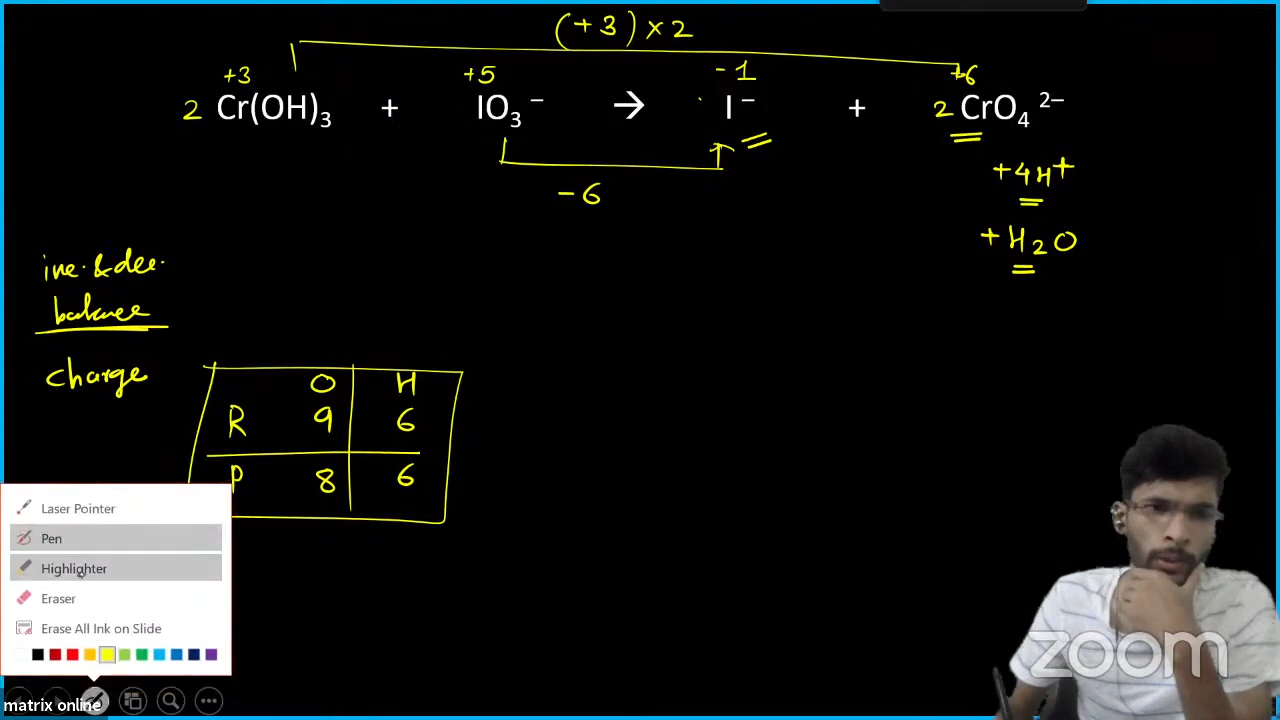 (+3) × 2
+3 +5 -1 +6
2 Cr(OH)₃ + IO₃ ⁻ → I ⁻ + 2 CrO₄ ²⁻
-6
+4H⁺
+H₂O
inc. & dec.
balance
charge
O H
R 9 6
P 8 6
Laser Pointer
Pen
Highlighter
Eraser
Erase All Ink on Slide
matrix online
zoom